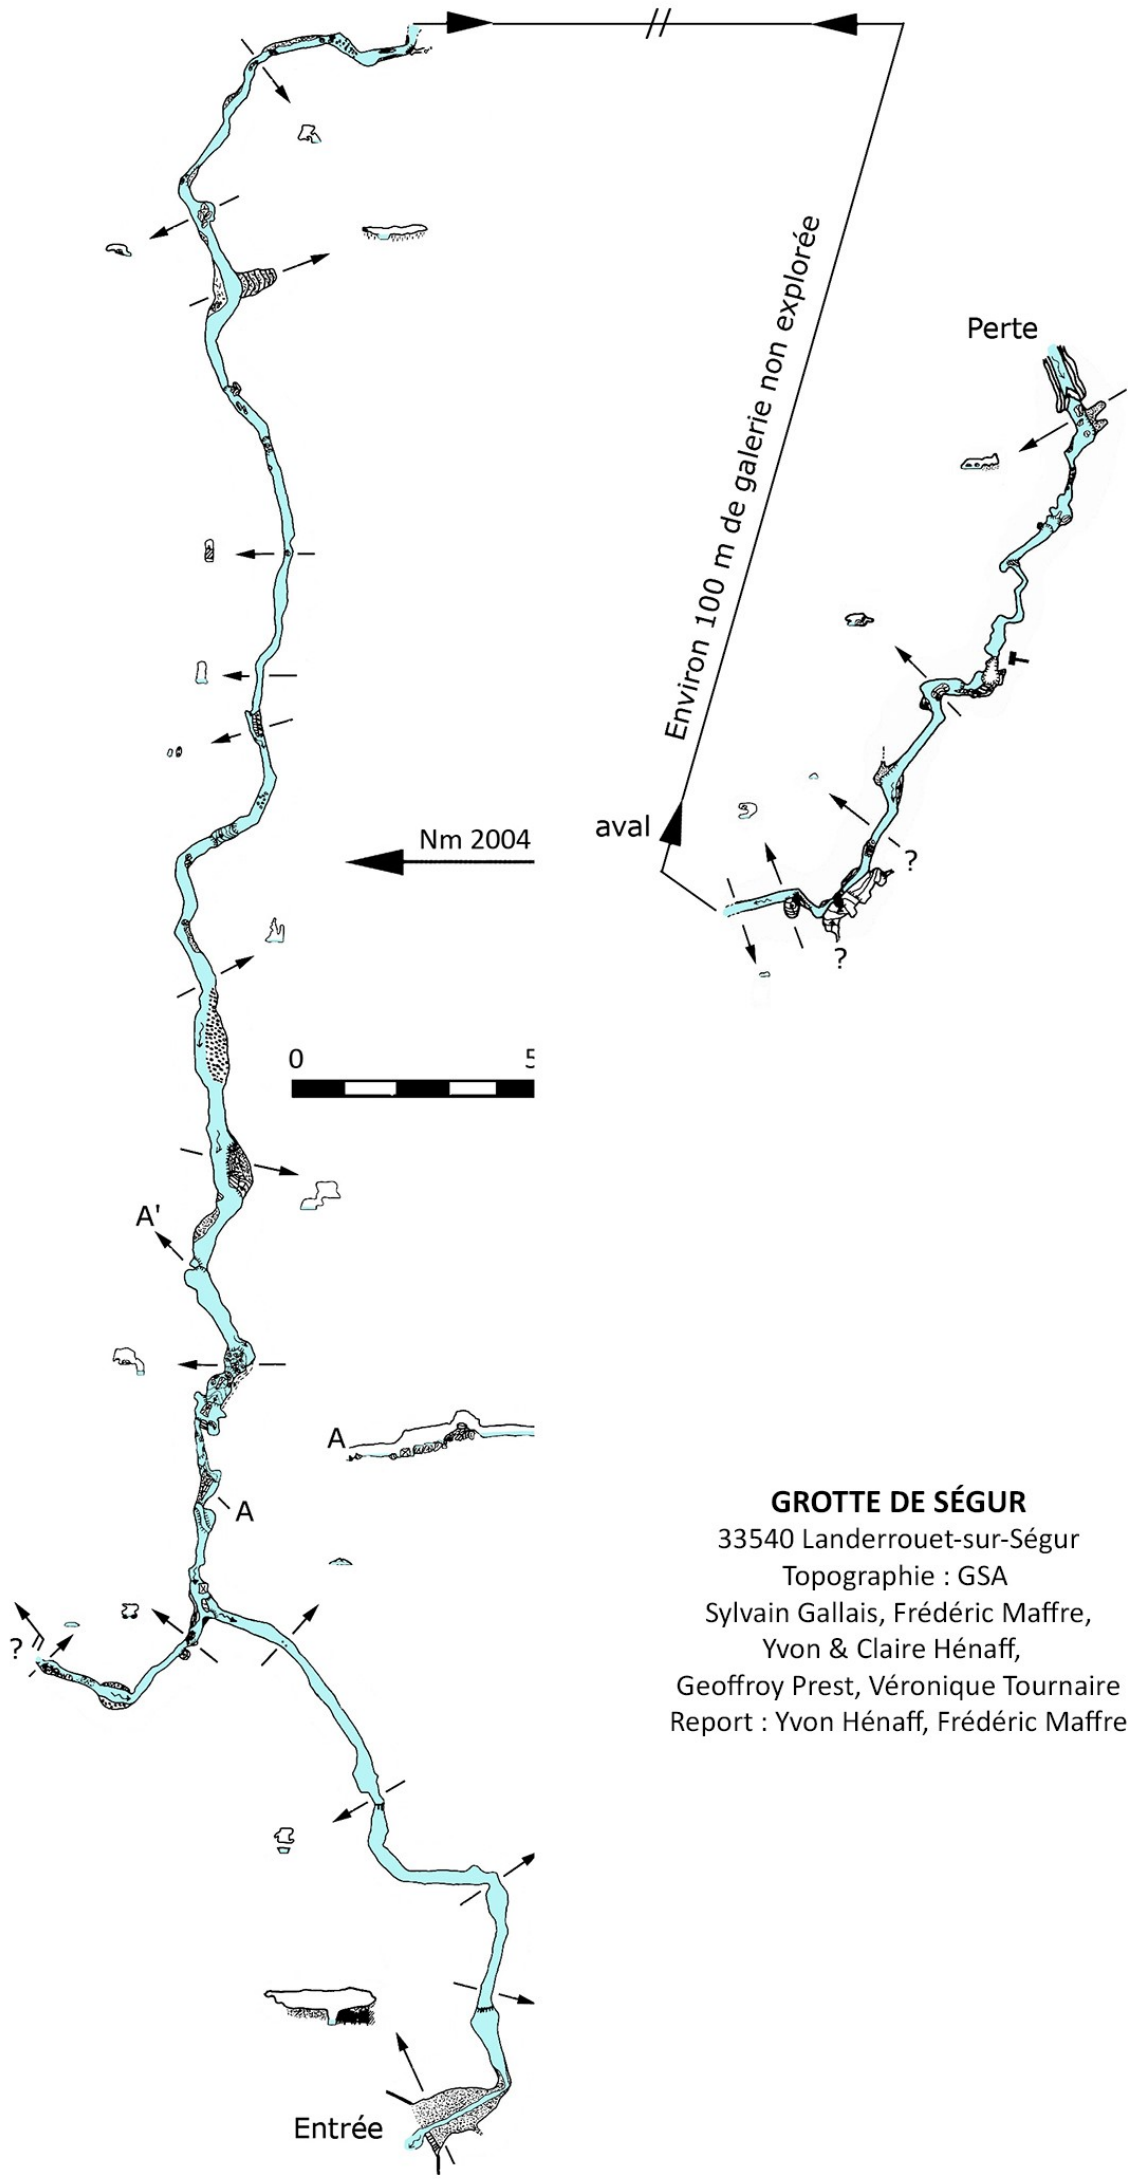 Perte
Environ 100 m de galerie non explorée
aval
Nm 2004
?
?
0
5
A'
A
A
?
GROTTE DE SÉGUR
33540 Landerrouet-sur-Ségur
Topographie : GSA
Sylvain Gallais, Frédéric Maffre,
Yvon & Claire Hénaff,
Geoffroy Prest, Véronique Tournaire
Report : Yvon Hénaff, Frédéric Maffre
Entrée